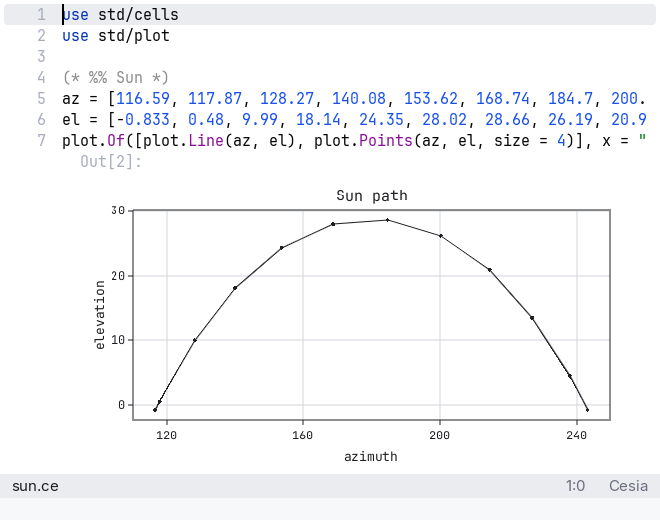 1 use std/cells
2 use std/plot
3
4 (* %% Sun *)
5 az = [116.59, 117.87, 128.27, 140.08, 153.62, 168.74, 184.7, 200.
6 el = [-0.833, 0.48, 9.99, 18.14, 24.35, 28.02, 28.66, 26.19, 20.9
7 plot.Of([plot.Line(az, el), plot.Points(az, el, size = 4)], x = "
Out[2]:
Sun path
30
20
10
0
elevation
120 160 200 240
azimuth
sun.ce 1:0 Cesia